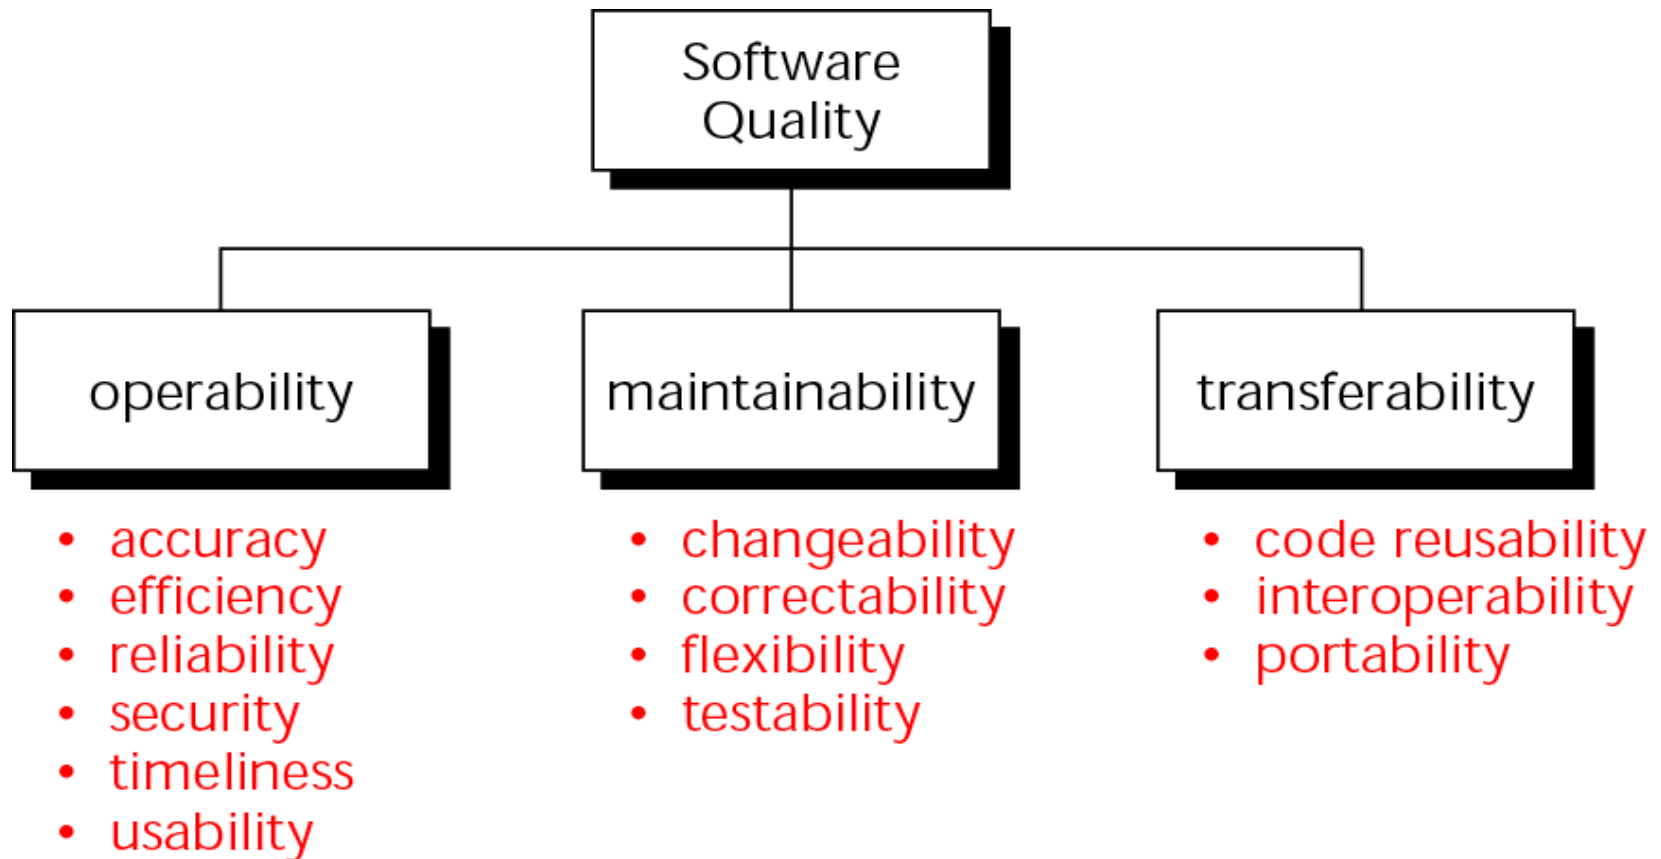 Software
Quality
operability
maintainability
transferability
• accuracy
• efficiency
• reliability
• security
• timeliness
• usability
• changeability
• correctability
• flexibility
• testability
• code reusability
• interoperability
• portability